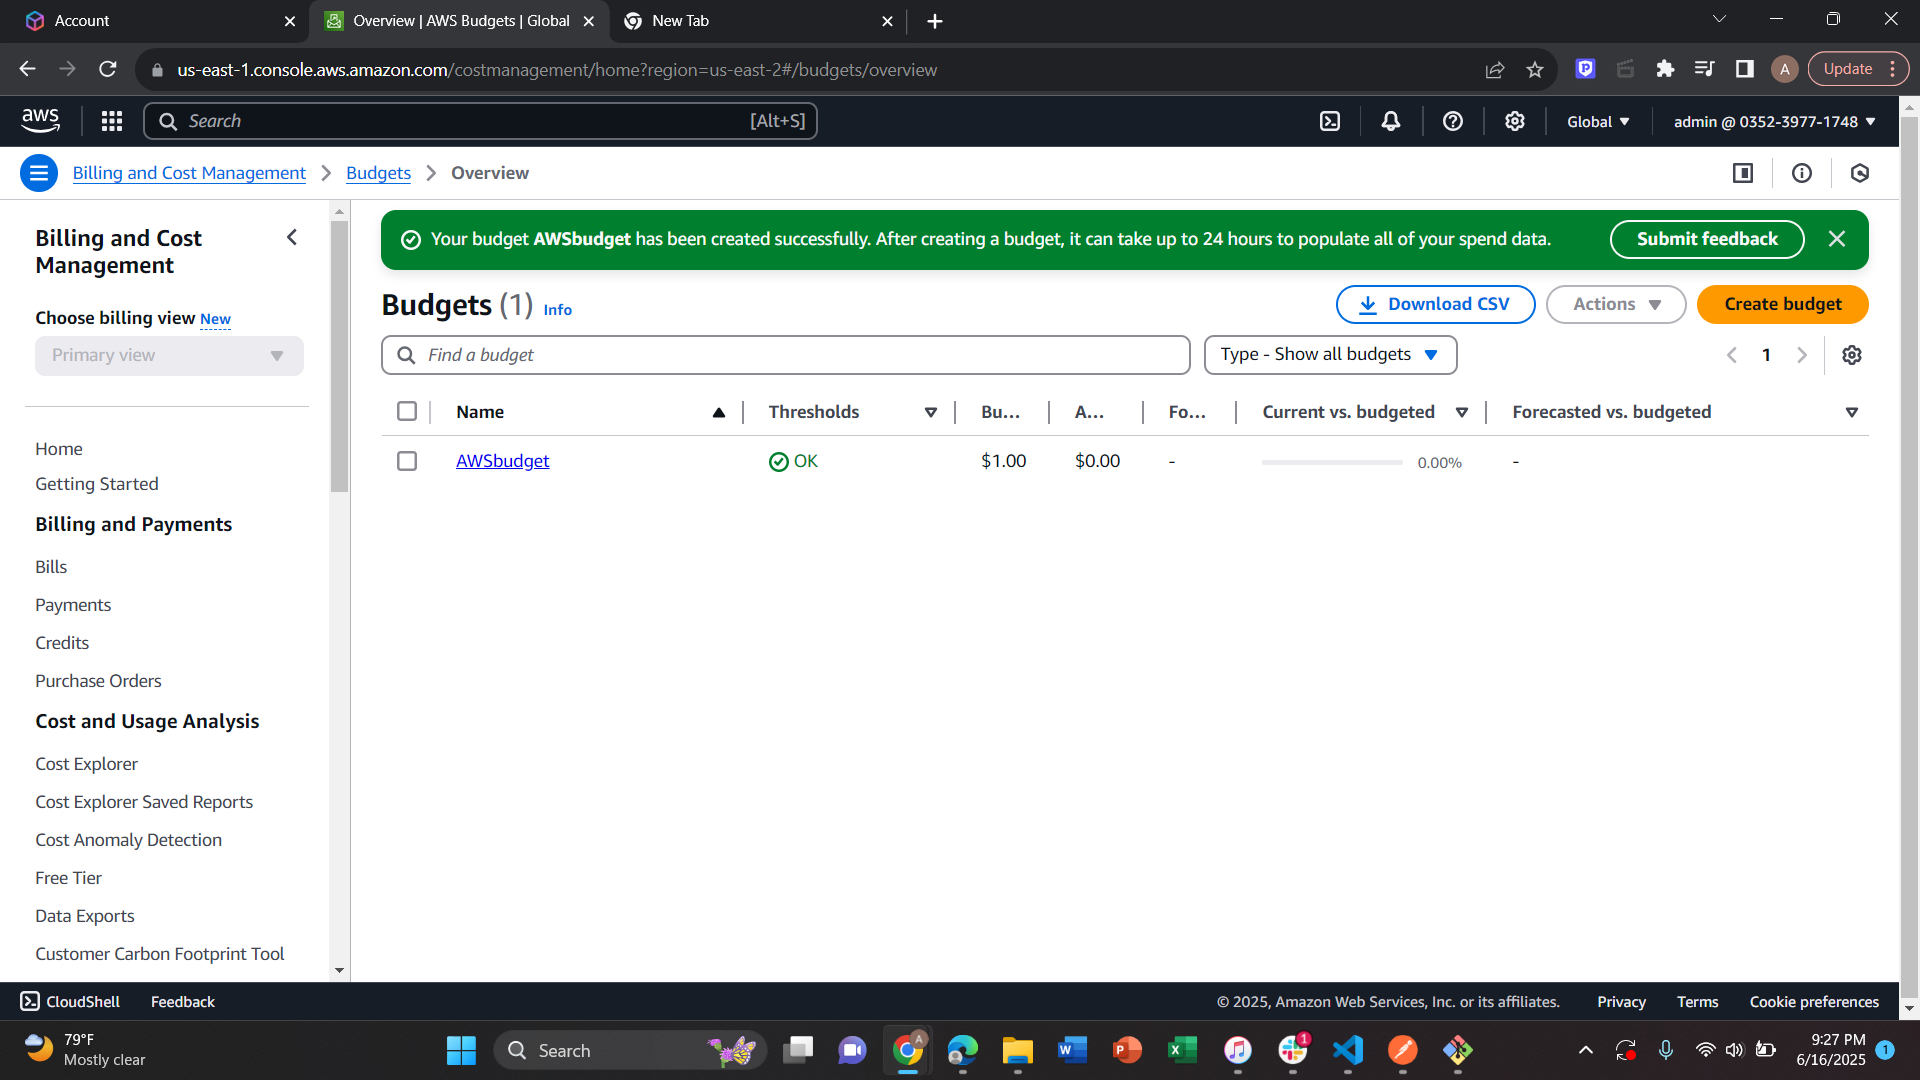 Account
Overview | AWS Budgets | Global
New Tab
us-east-1.console.aws.amazon.com/costmanagement/home?region=us-east-2#/budgets/overview
A
Update
aws
Search
[Alt+S]
Global
admin @ 0352-3977-1748
Billing and Cost Management
Budgets
Overview
Billing and Cost
Management
Choose billing view New
Primary view
Home
Getting Started
Billing and Payments
Bills
Payments
Credits
Purchase Orders
Cost and Usage Analysis
Cost Explorer
Cost Explorer Saved Reports
Cost Anomaly Detection
Free Tier
Data Exports
Customer Carbon Footprint Tool
Your budget AWSbudget has been created successfully. After creating a budget, it can take up to 24 hours to populate all of your spend data.
Submit feedback
Budgets (1) Info
Download CSV
Actions
Create budget
Find a budget
Type - Show all budgets
1
Name
Thresholds
Bu...
A...
Fo...
Current vs. budgeted
Forecasted vs. budgeted
AWSbudget
OK
$1.00
$0.00
-
0.00%
-
CloudShell
Feedback
© 2025, Amazon Web Services, Inc. or its affiliates.
Privacy
Terms
Cookie preferences
79°F
Mostly clear
Search
A
W
P
X
1
9:27 PM
6/16/2025
1